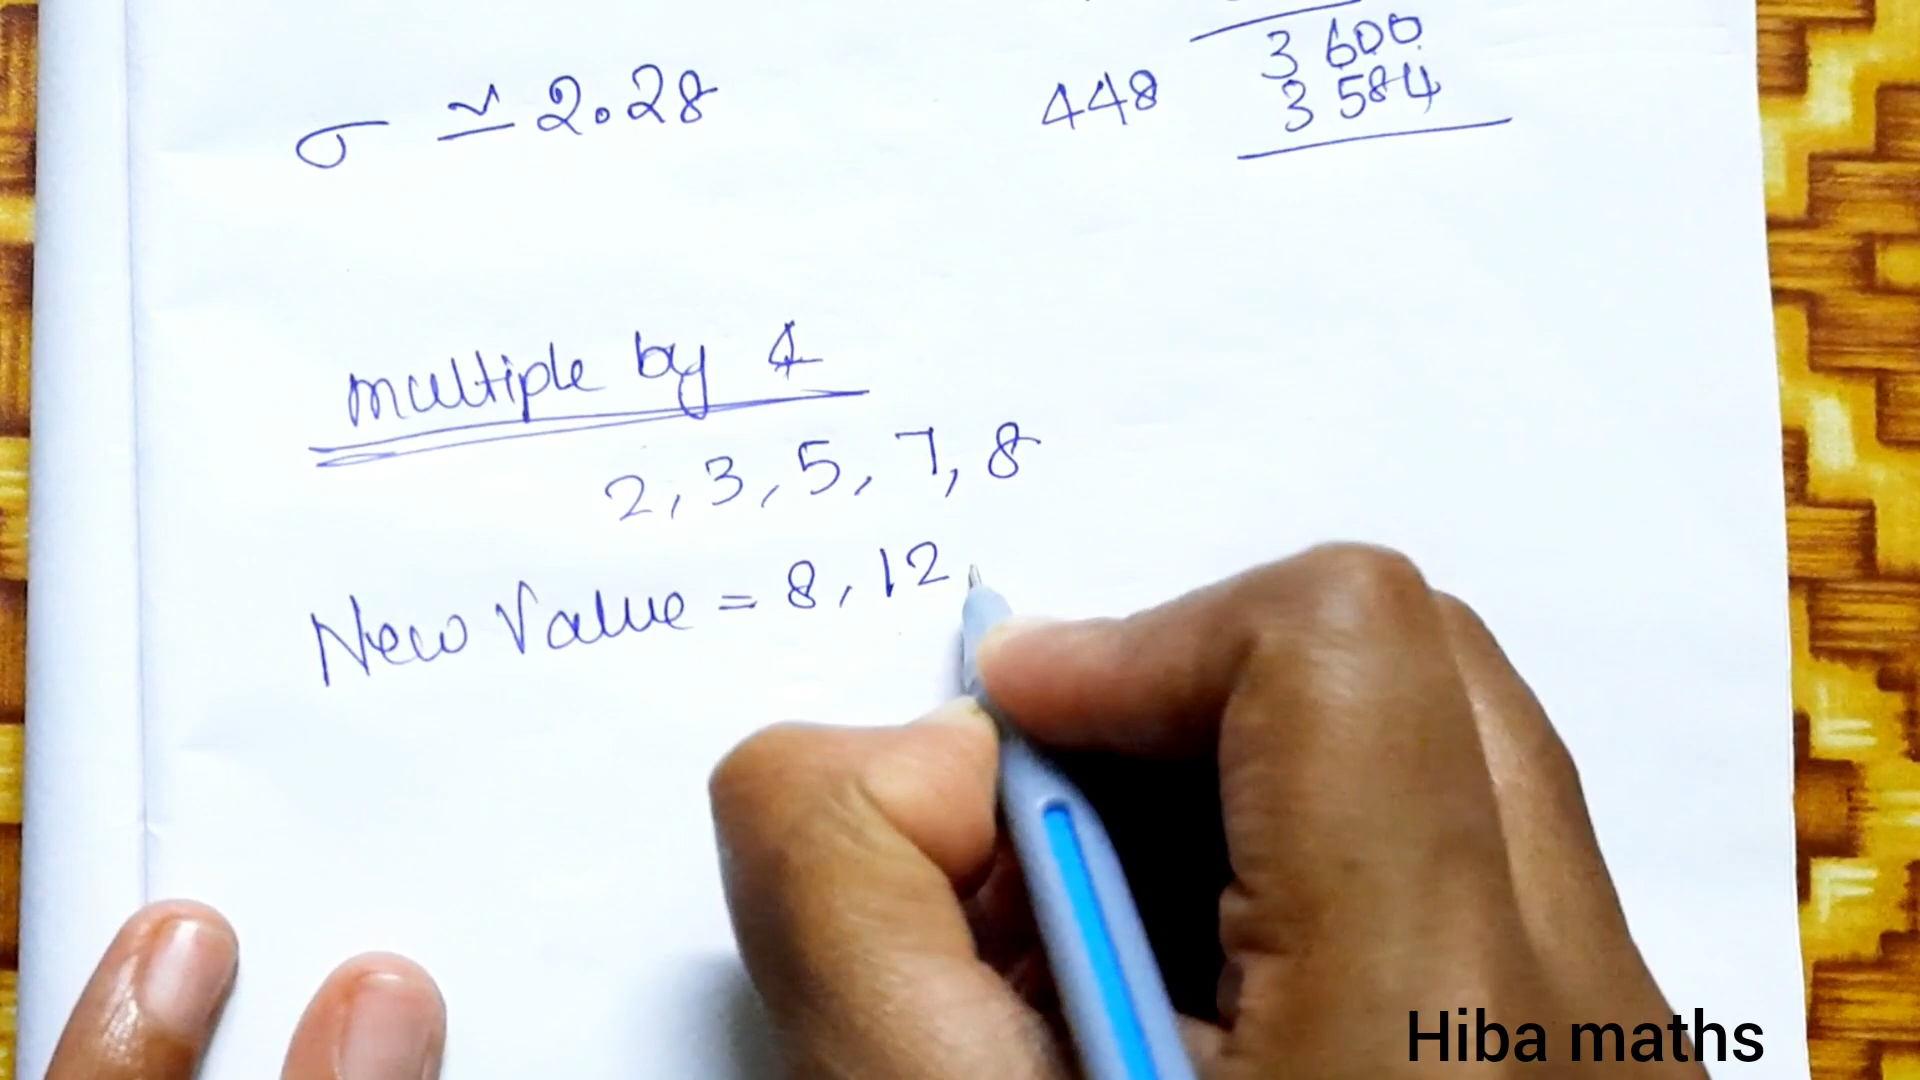 3 600
σ ≃ 2.28
448 3 584
multiple by 4
2, 3, 5, 7, 8
New Value = 8, 12
Hiba maths